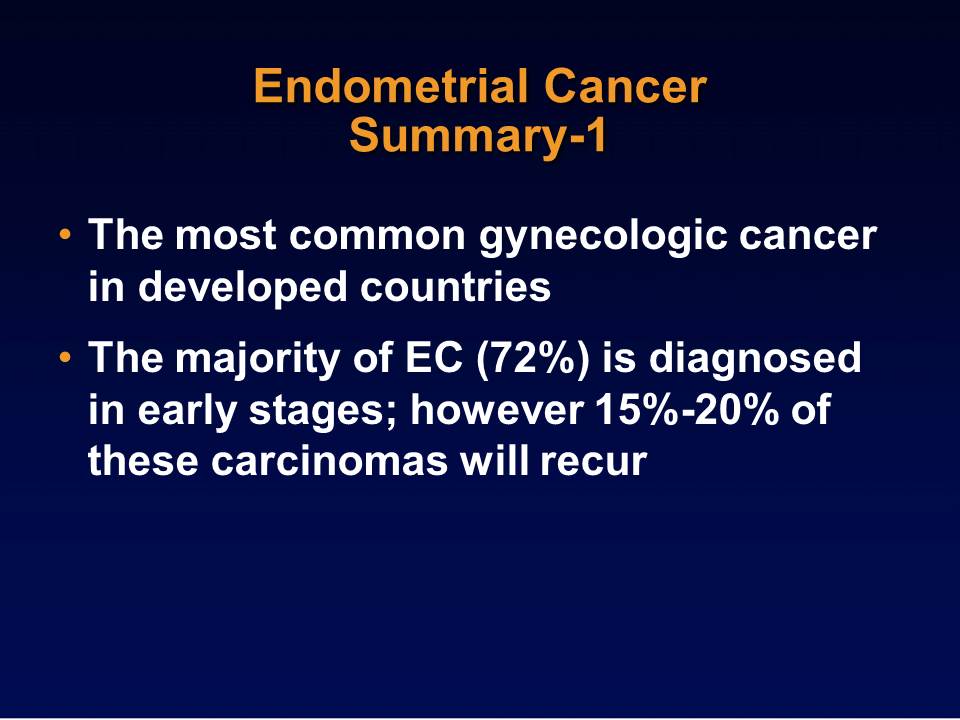 Endometrial Cancer
Summary-1
• The most common gynecologic cancer
in developed countries
• The majority of EC (72%) is diagnosed
in early stages; however 15%-20% of
these carcinomas will recur